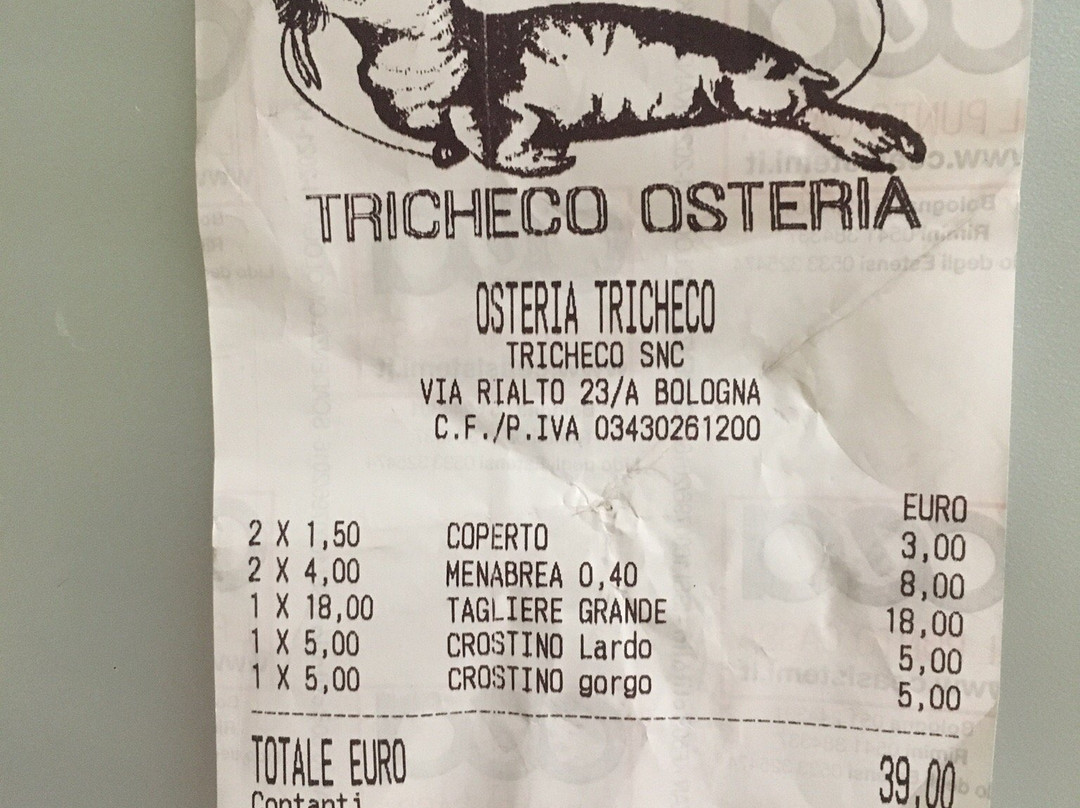 TRICHECO OSTERIA
OSTERIA TRICHECO
TRICHECO SNC
VIA RIALTO 23/A BOLOGNA
C.F./P.IVA 03430261200
EURO
2 X 1,50 COPERTO 3,00
2 X 4,00 MENABREA 0,40 8,00
1 X 18,00 TAGLIERE GRANDE 18,00
1 X 5,00 CROSTINO Lardo 5,00
1 X 5,00 CROSTINO gorgo 5,00
TOTALE EURO 39,00
Contanti